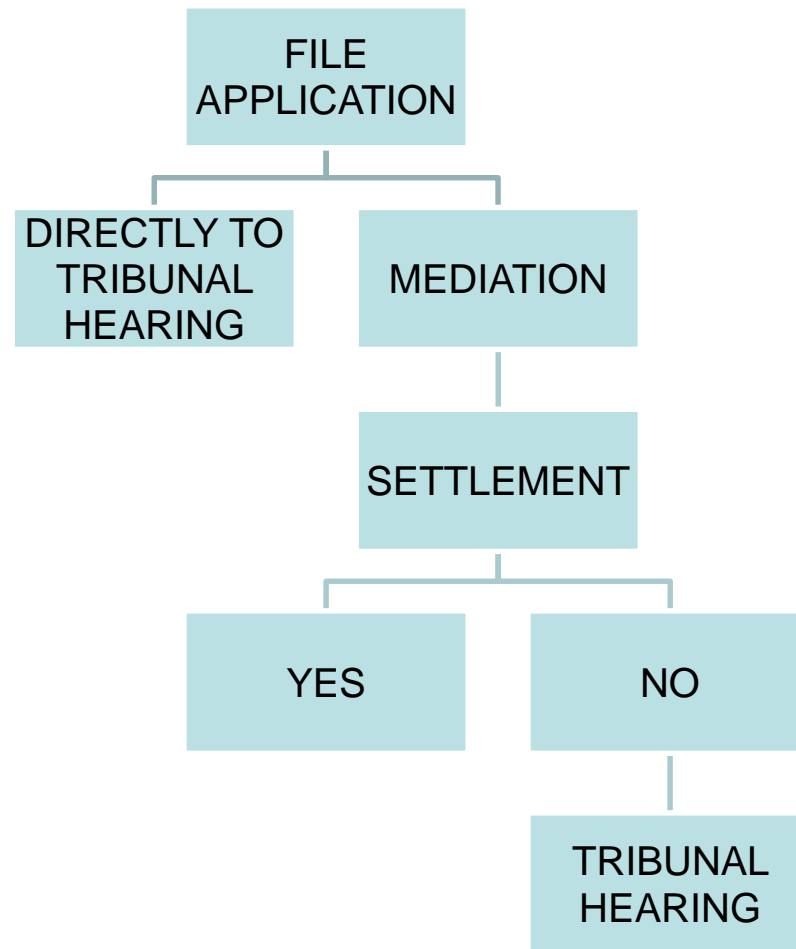 FILE
APPLICATION
DIRECTLY TO
TRIBUNAL
HEARING
MEDIATION
SETTLEMENT
YES
NO
TRIBUNAL
HEARING